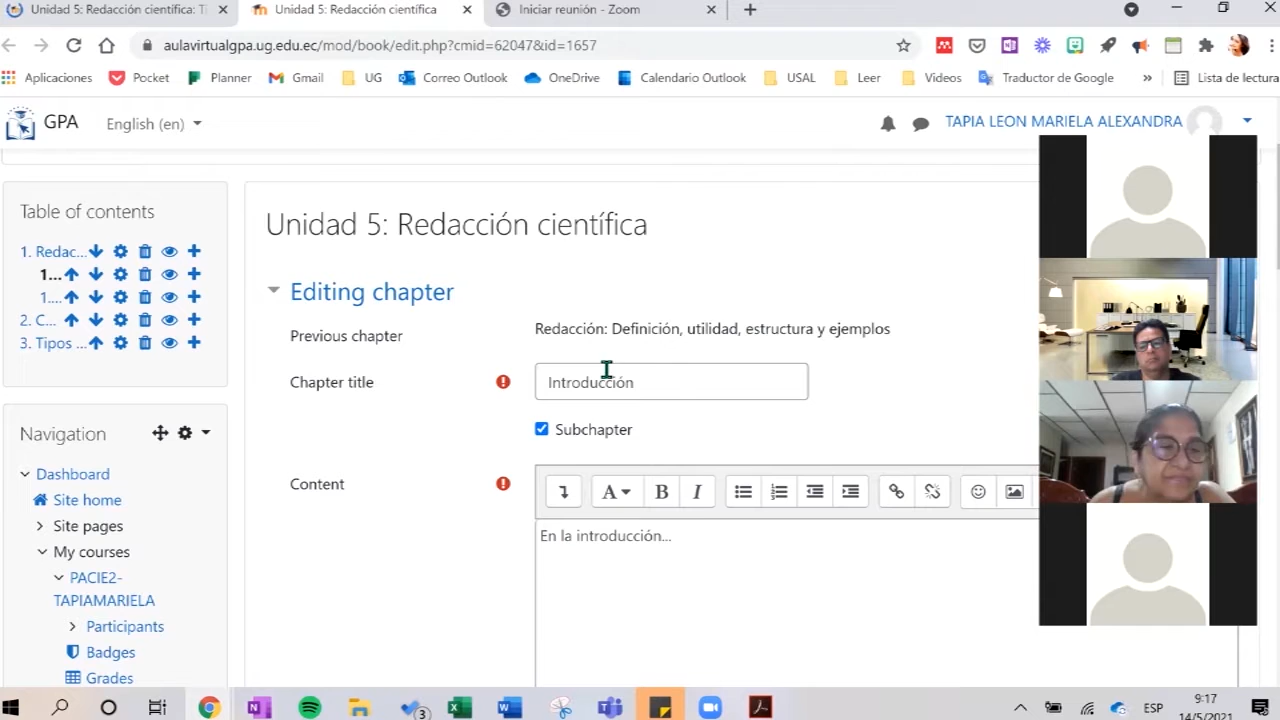 Unidad 5: Redacción científica: Ti
Unidad 5: Redacción científica
Iniciar reunión - Zoom
aulavirtualgpa.ug.edu.ec/mod/book/edit.php?cmid=62047&id=1657
Aplicaciones
Pocket
Planner
Gmail
UG
Correo Outlook
OneDrive
Calendario Outlook
USAL
Leer
Videos
Traductor de Google
»
Lista de lectura
GPA
English (en)
TAPIA LEON MARIELA ALEXANDRA
Table of contents
1. Redac...
1...
1....
2. C...
3. Tipos ...
Navigation
Dashboard
Site home
Site pages
My courses
PACIE2-
TAPIAMARIELA
Participants
Badges
Grades
Unidad 5: Redacción científica
Editing chapter
Previous chapter
Redacción: Definición, utilidad, estructura y ejemplos
Chapter title
Introducción
Subchapter
Content
A
B
I
En la introducción...
3
ESP
9:17
14/5/2021